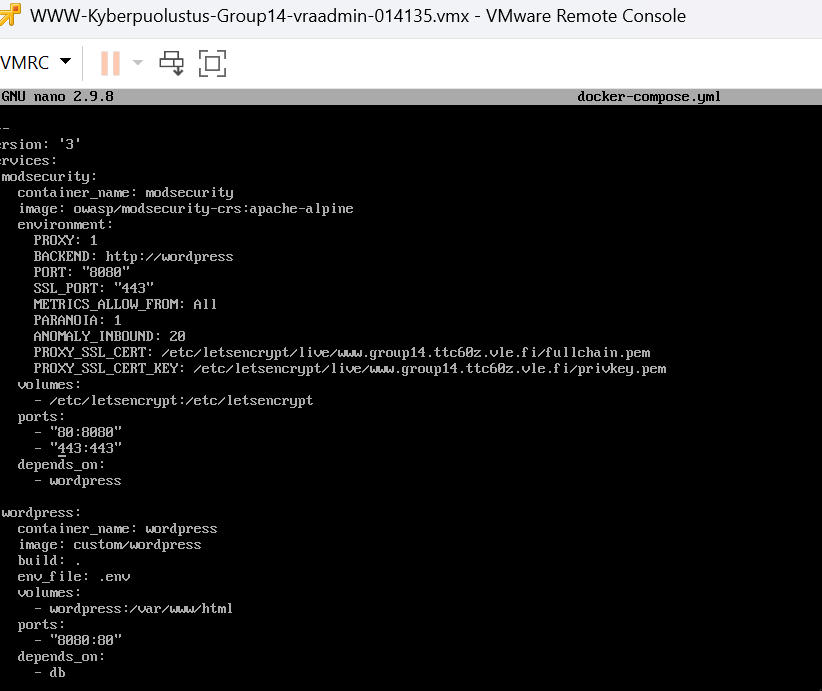 WWW-Kyberpuolustus-Group14-vraadmin-014135.vmx - VMware Remote Console
VMRC
GNU nano 2.9.8 docker-compose.yml
--
ersion: '3'
ervices:
modsecurity:
container_name: modsecurity
image: owasp/modsecurity-crs:apache-alpine
environment:
PROXY: 1
BACKEND: http://wordpress
PORT: "8080"
SSL_PORT: "443"
METRICS_ALLOW_FROM: All
PARANOIA: 1
ANOMALY_INBOUND: 20
PROXY_SSL_CERT: /etc/letsencrypt/live/www.group14.ttc60z.vle.fi/fullchain.pem
PROXY_SSL_CERT_KEY: /etc/letsencrypt/live/www.group14.ttc60z.vle.fi/privkey.pem
volumes:
- /etc/letsencrypt:/etc/letsencrypt
ports:
- "80:8080"
- "443:443"
depends_on:
- wordpress
wordpress:
container_name: wordpress
image: custom/wordpress
build: .
env_file: .env
volumes:
- wordpress:/var/www/html
ports:
- "8080:80"
depends_on:
- db